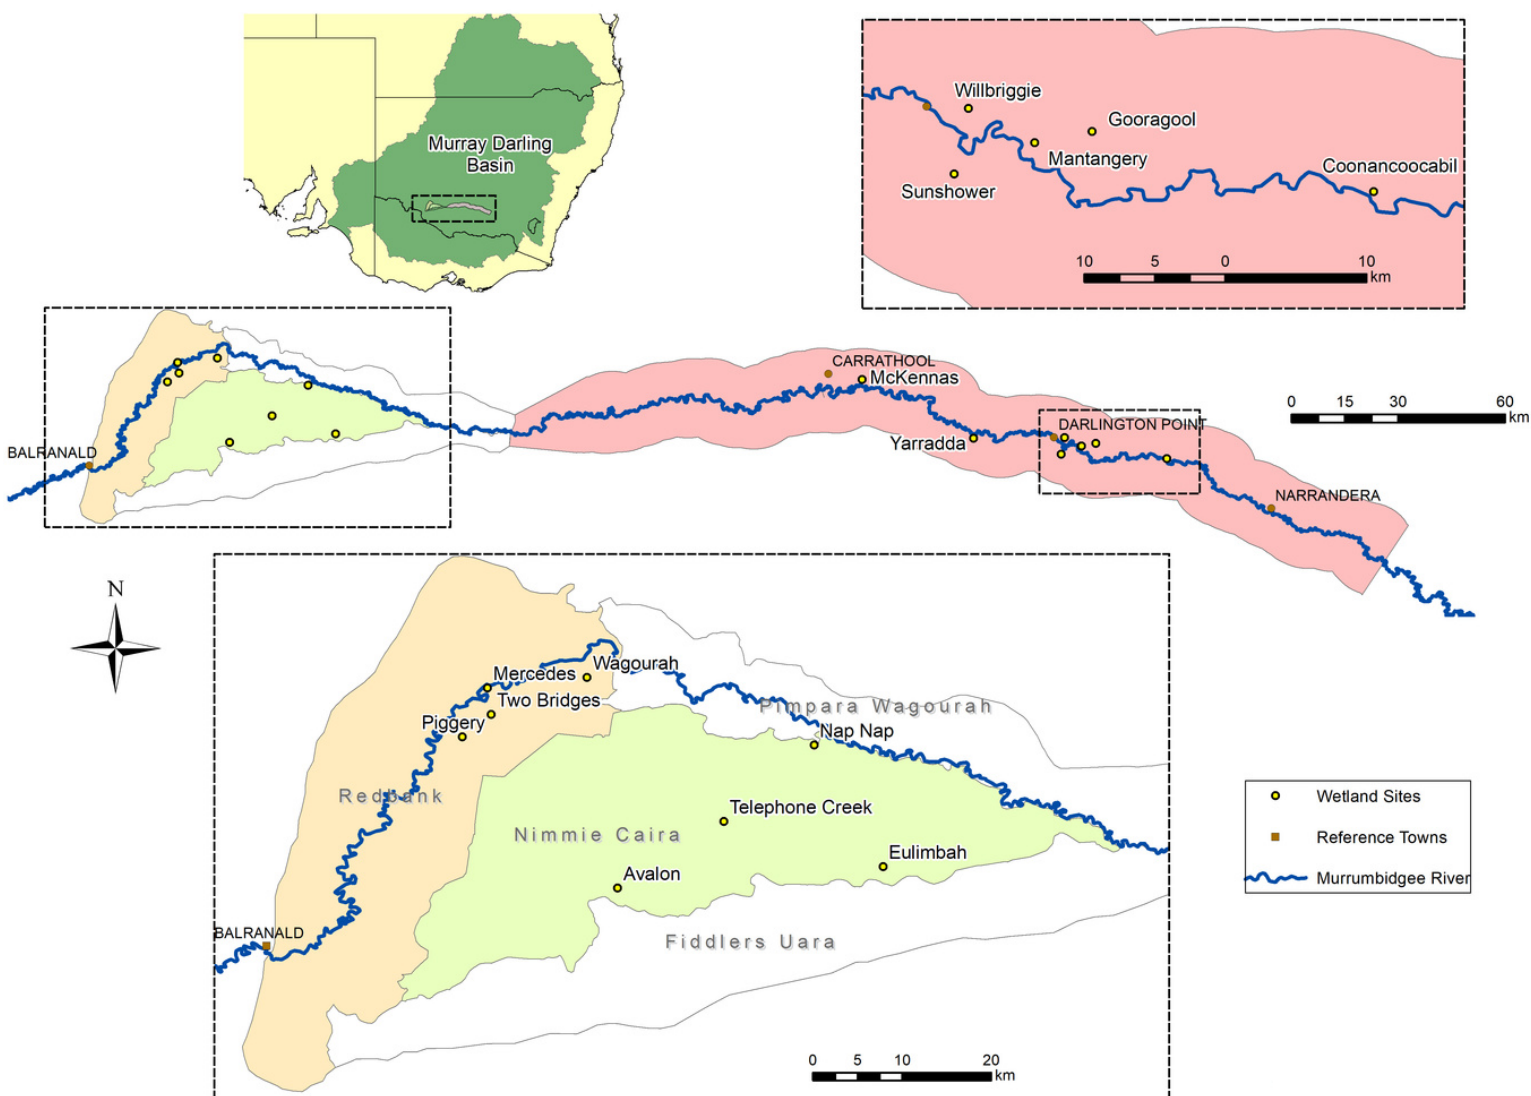 Murray Darling
Basin
Willbriggie
Gooragool
Mantangery
Coonancoocabil
Sunshower
10 5 0 10
km
CARRATHOOL
McKennas
0 15 30 60
km
DARLINGTON POINT
Yarradda
BALRANALD
NARRANDERA
N
Mercedes
Wagourah
Two Bridges
Pimpara Wagourah
Piggery
Nap Nap
Redbank
Telephone Creek
Nimmie Caira
Eulimbah
Avalon
BALRANALD
Fiddlers Uara
0 5 10 20
km
Wetland Sites
Reference Towns
Murrumbidgee River